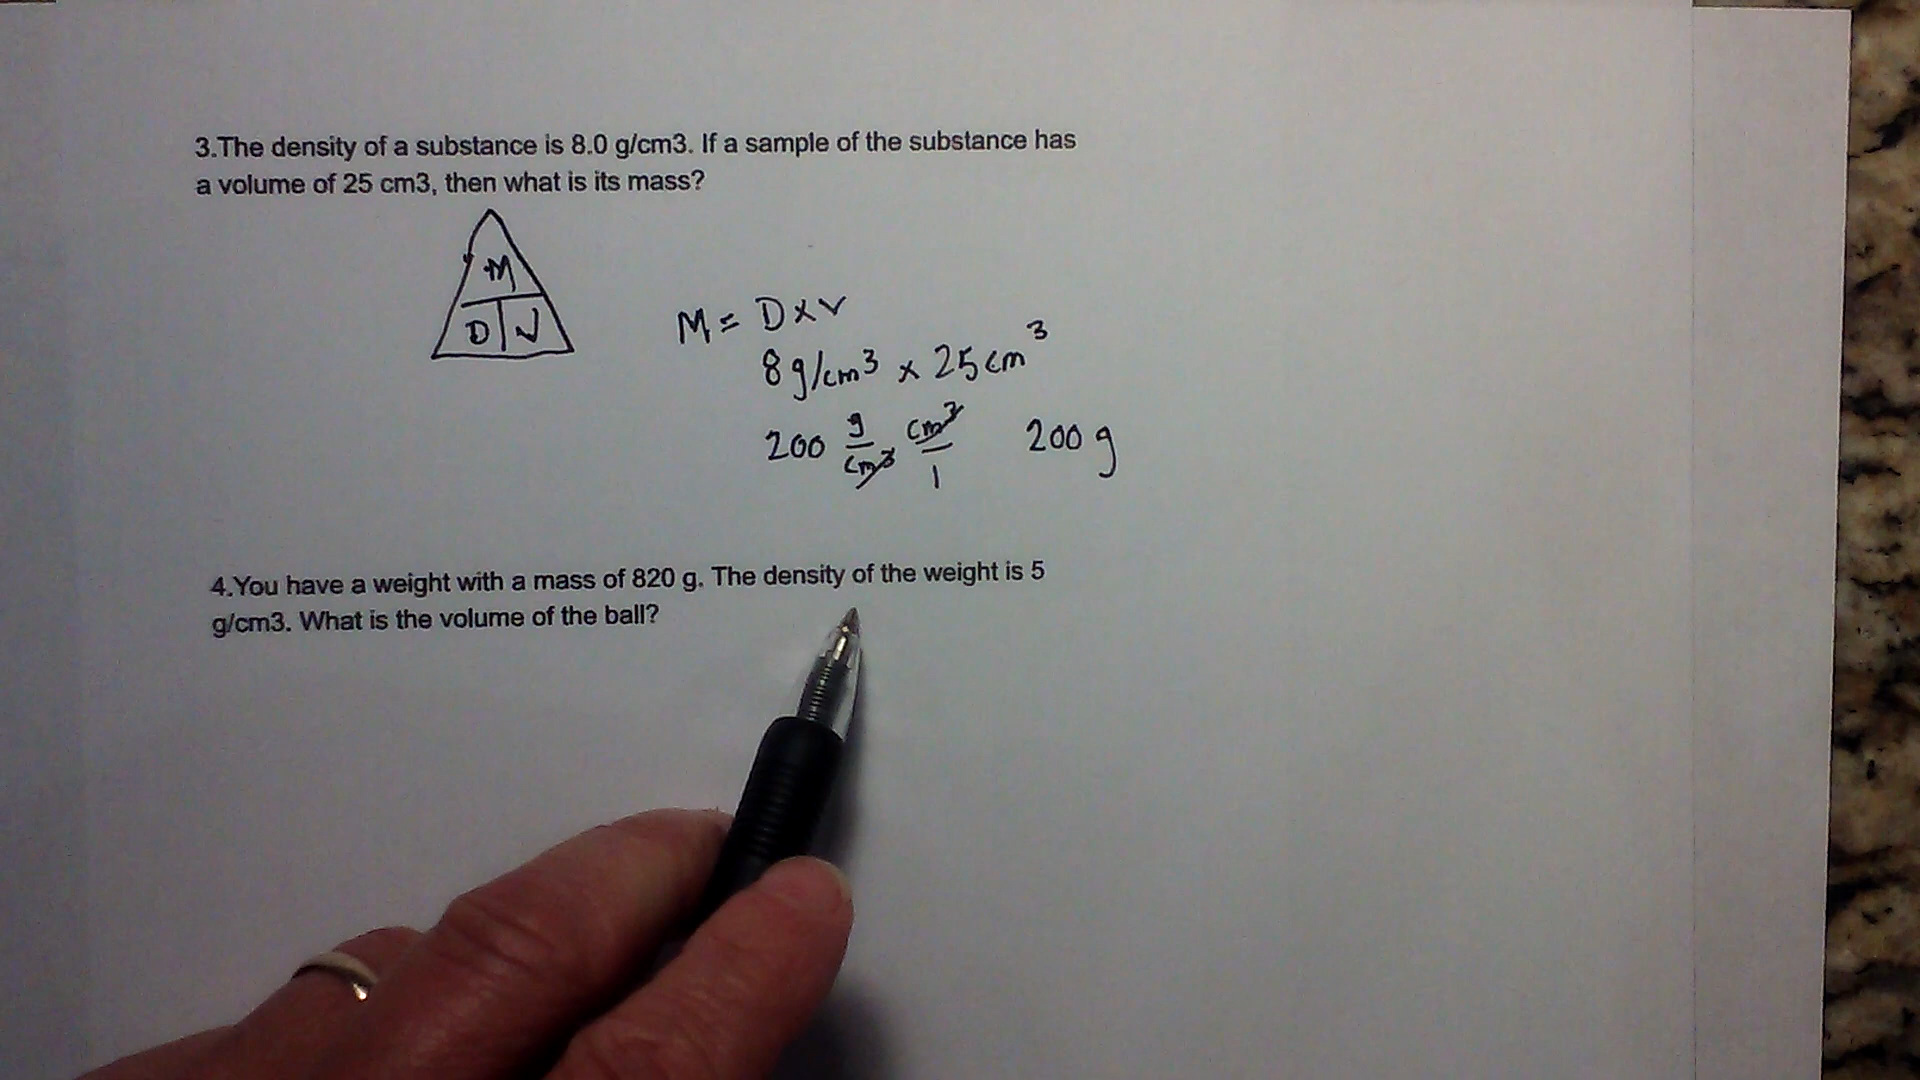 3.The density of a substance is 8.0 g/cm3. If a sample of the substance has
a volume of 25 cm3, then what is its mass?
M
D V
M = D x V
8 g/cm³ x 25 cm³
200 g/cm³ cm³/1 200 g
4.You have a weight with a mass of 820 g. The density of the weight is 5
g/cm3. What is the volume of the ball?